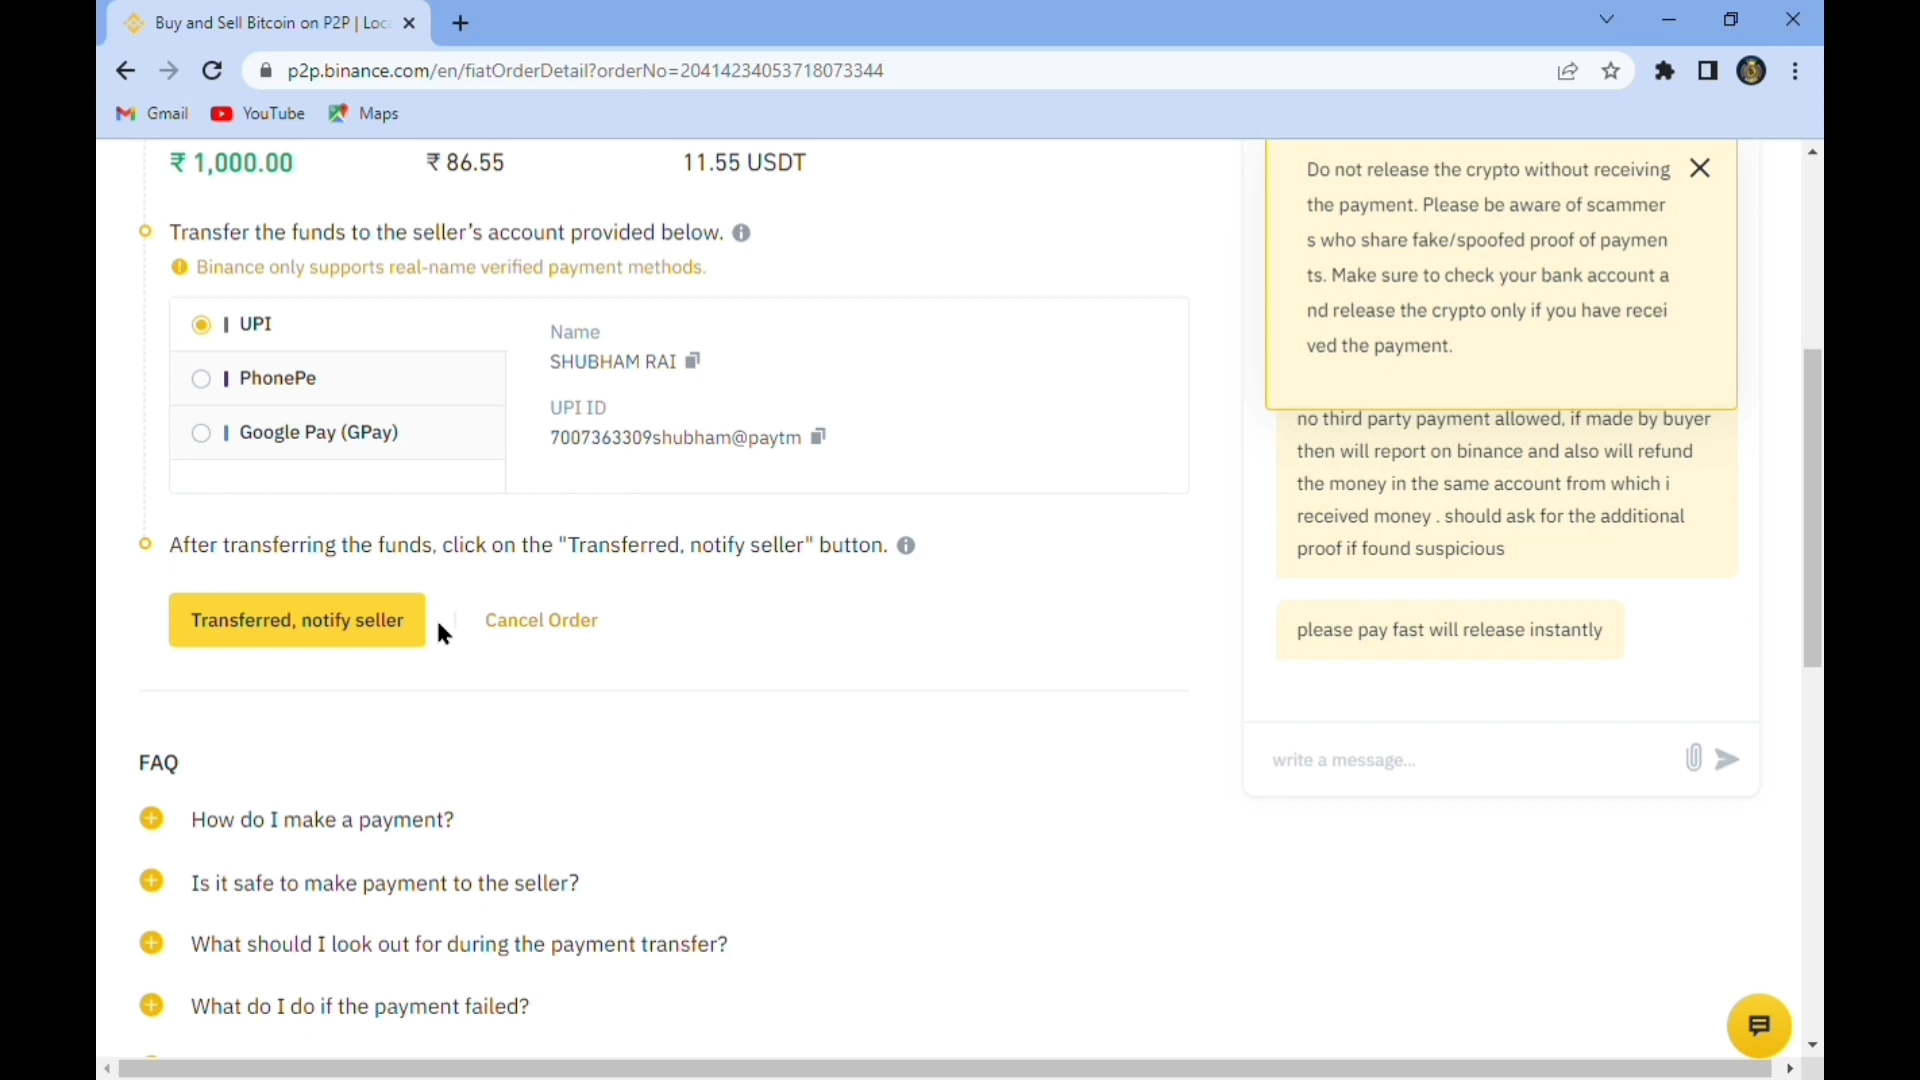 Buy and Sell Bitcoin on P2P | Loc
p2p.binance.com/en/fiatOrderDetail?orderNo=20414234053718073344
Gmail YouTube Maps
₹ 1,000.00 ₹ 86.55 11.55 USDT
Transfer the funds to the seller's account provided below.
Binance only supports real-name verified payment methods.
UPI
PhonePe
Google Pay (GPay)
Name
SHUBHAM RAI
UPI ID
7007363309shubham@paytm
After transferring the funds, click on the "Transferred, notify seller" button.
Transferred, notify seller
Cancel Order
FAQ
How do I make a payment?
Is it safe to make payment to the seller?
What should I look out for during the payment transfer?
What do I do if the payment failed?
Do not release the crypto without receiving
the payment. Please be aware of scammer
s who share fake/spoofed proof of paymen
ts. Make sure to check your bank account a
nd release the crypto only if you have recei
ved the payment.
no third party payment allowed, if made by buyer
then will report on binance and also will refund
the money in the same account from which i
received money . should ask for the additional
proof if found suspicious
please pay fast will release instantly
write a message...